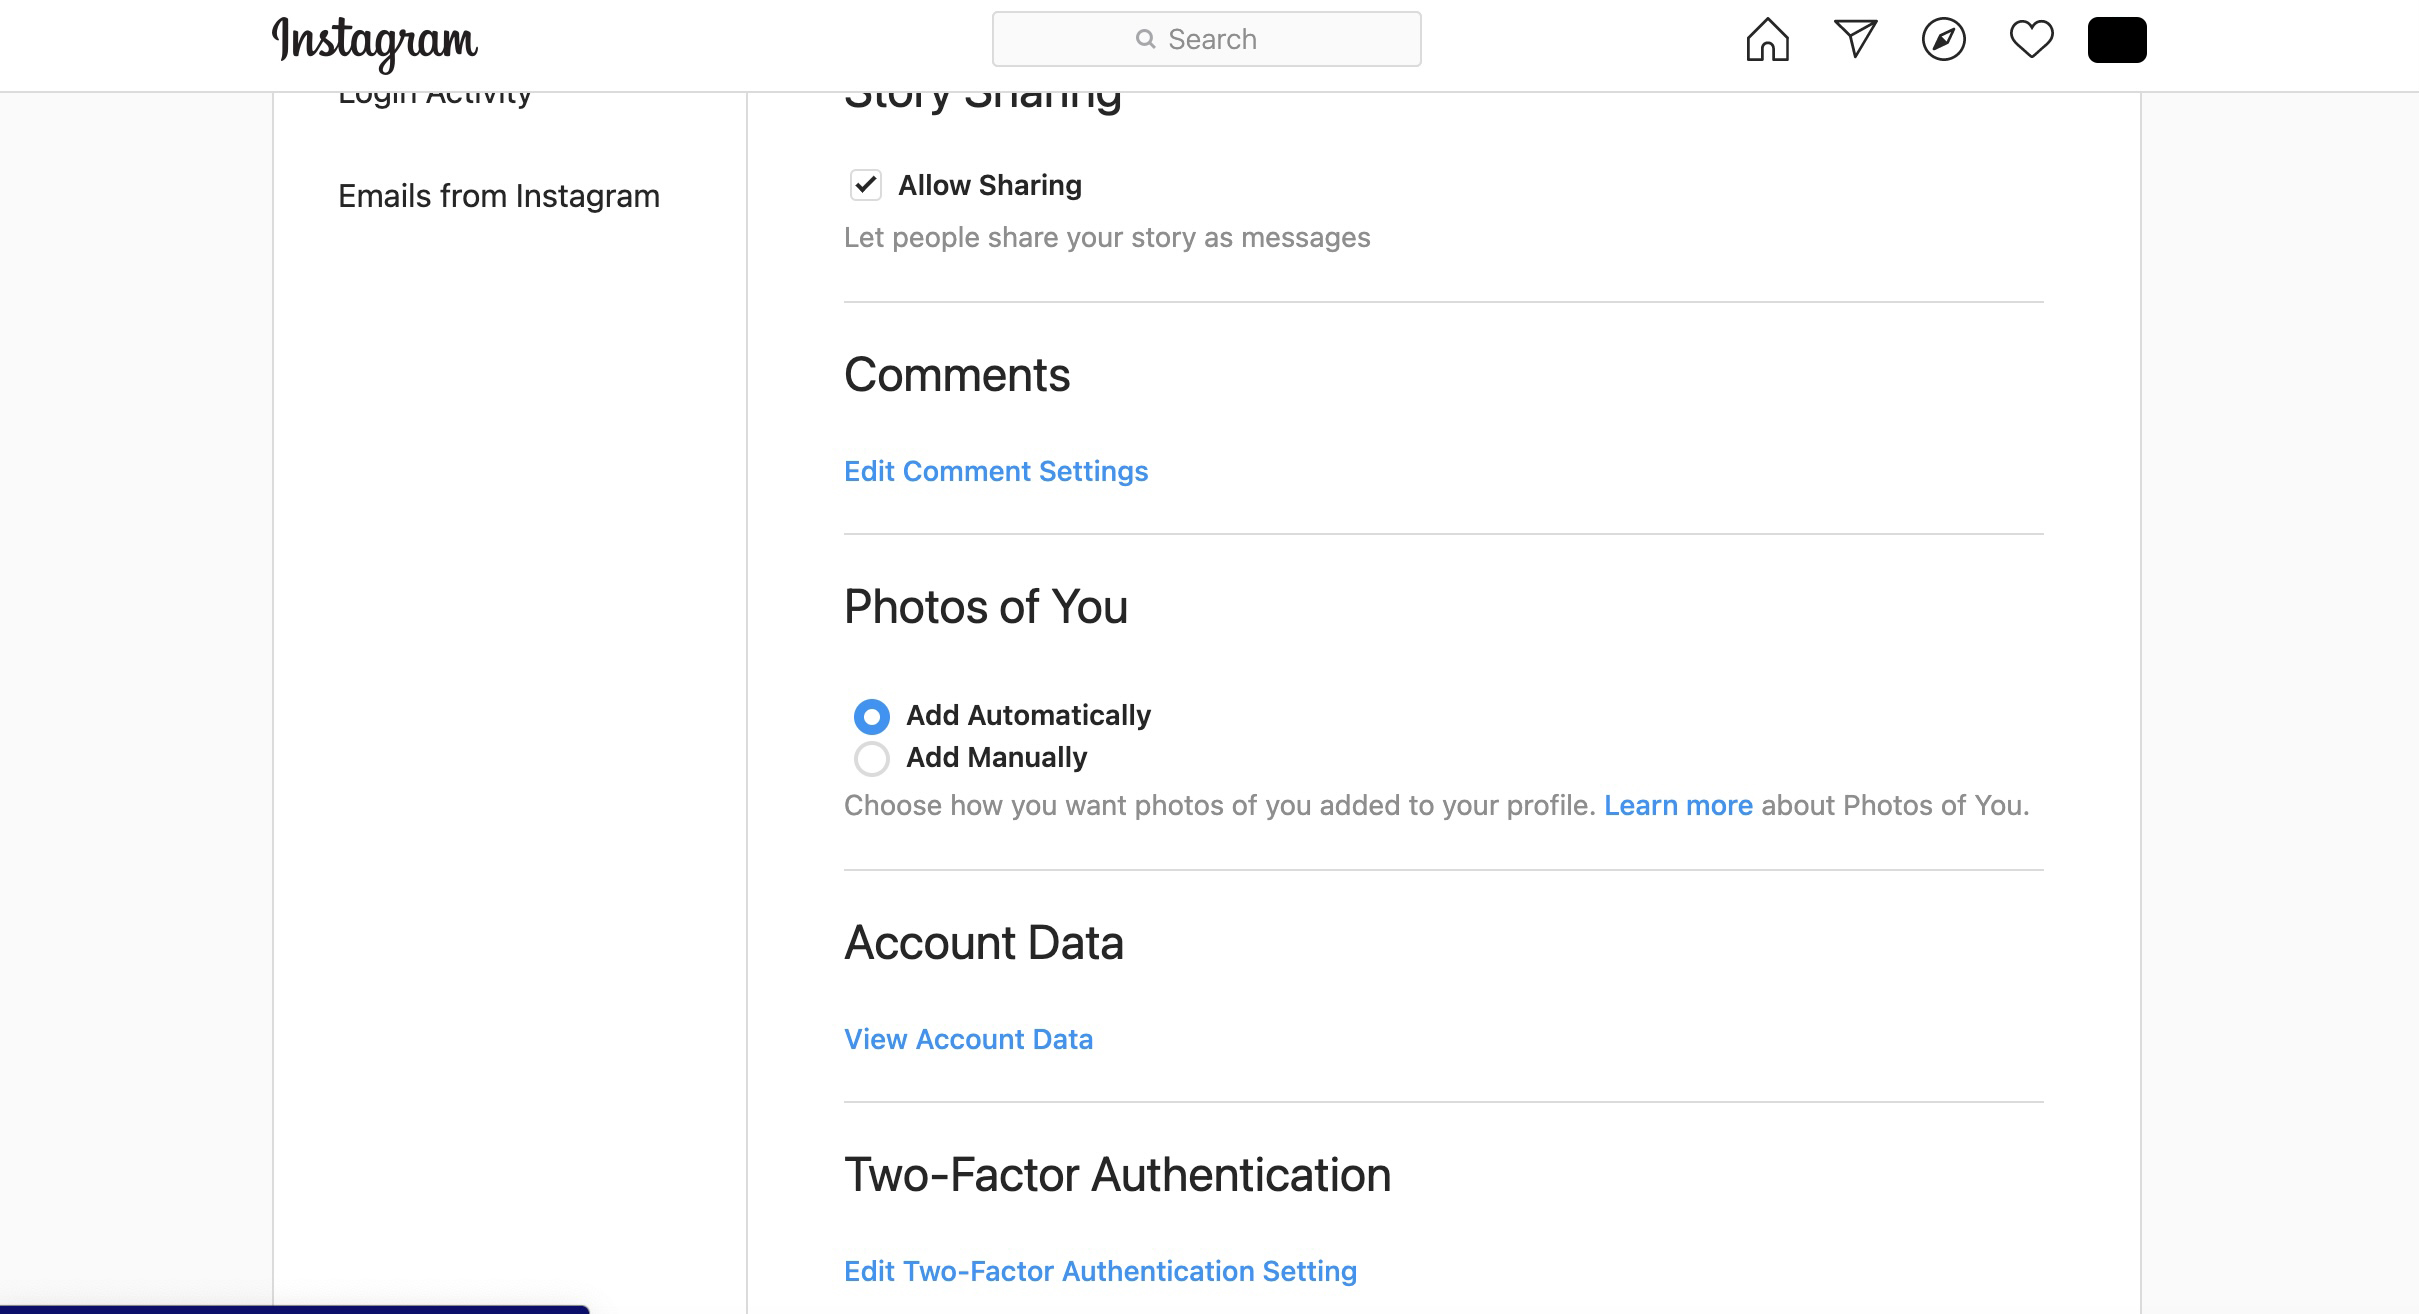 Instagram
Search
Login Activity
Emails from Instagram
Story Sharing
Allow Sharing
Let people share your story as messages
Comments
Edit Comment Settings
Photos of You
Add Automatically
Add Manually
Choose how you want photos of you added to your profile. Learn more about Photos of You.
Account Data
View Account Data
Two-Factor Authentication
Edit Two-Factor Authentication Setting